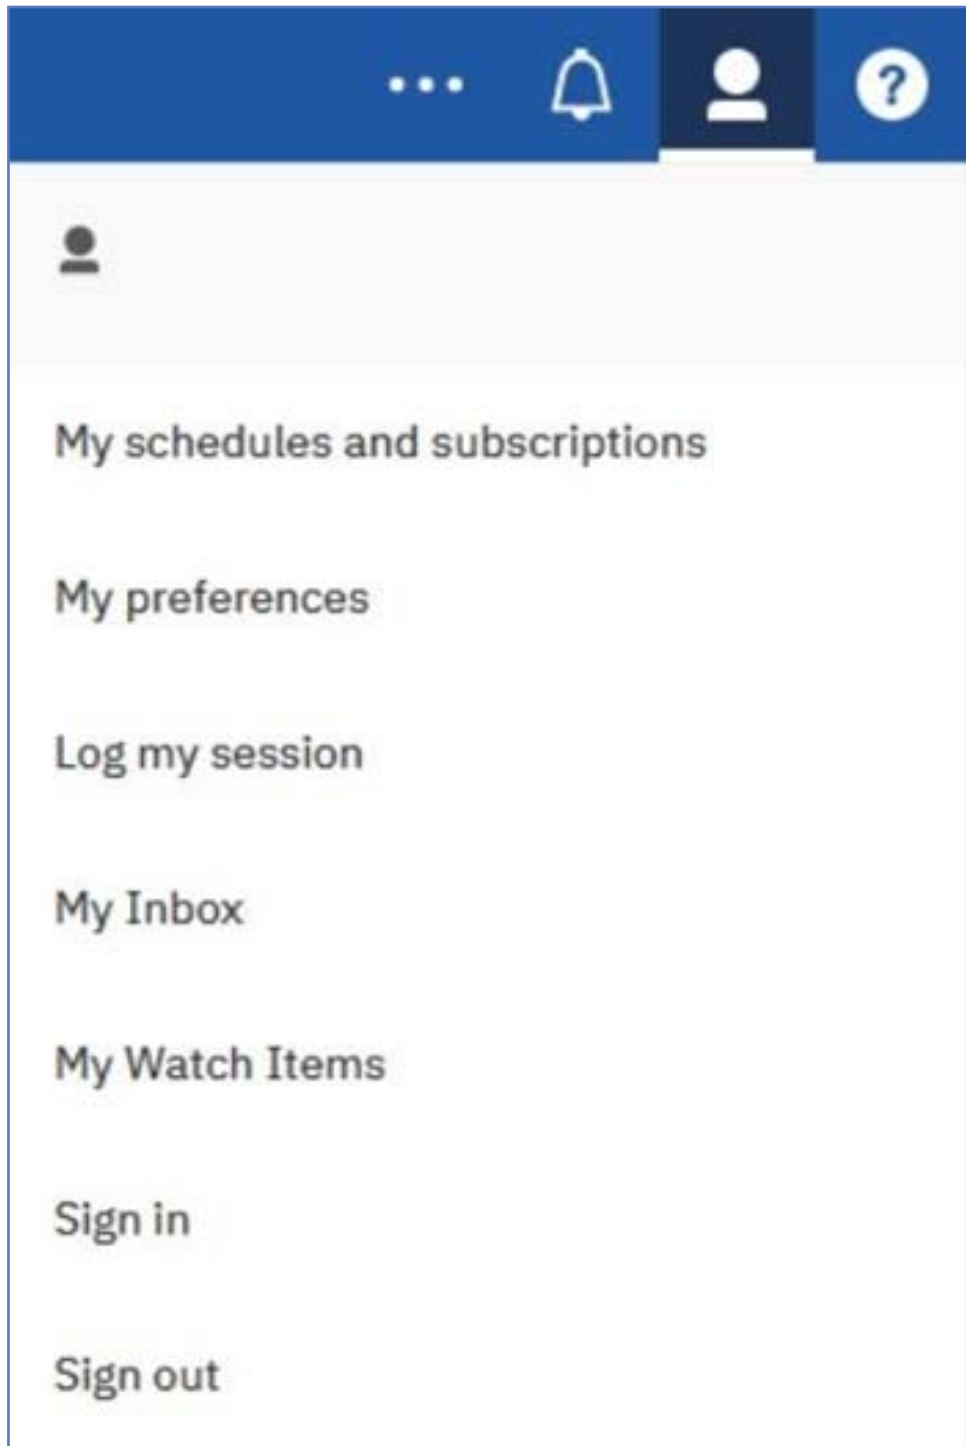 ?
My schedules and subscriptions
My preferences
Log my session
My Inbox
My Watch Items
Sign in
Sign out